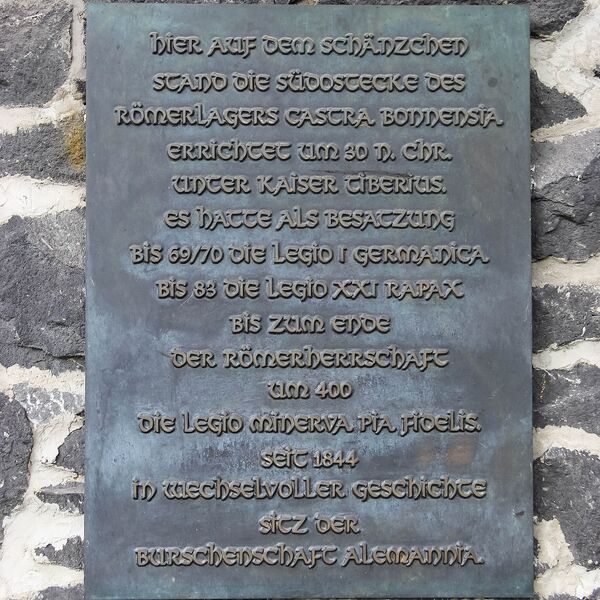 HIER AUF DEM SCHÄNZCHEN
STAND DIE SÜDOSTECKE DES
RÖMERLAGERS CASTRA BONNENSIA.
ERRICHTET UM 30 N. CHR.
UNTER KAISER TIBERIUS.
ES HATTE ALS BESATZUNG
BIS 69/70 DIE LEGIO I GERMANICA.
BIS 83 DIE LEGIO XXI RAPAX
BIS ZUM ENDE
DER RÖMERHERRSCHAFT
UM 400
DIE LEGIO MINERVA PIA FIDELIS.
SEIT 1844
IN WECHSELVOLLER GESCHICHTE
SITZ DER
BURSCHENSCHAFT ALEMANNIA.